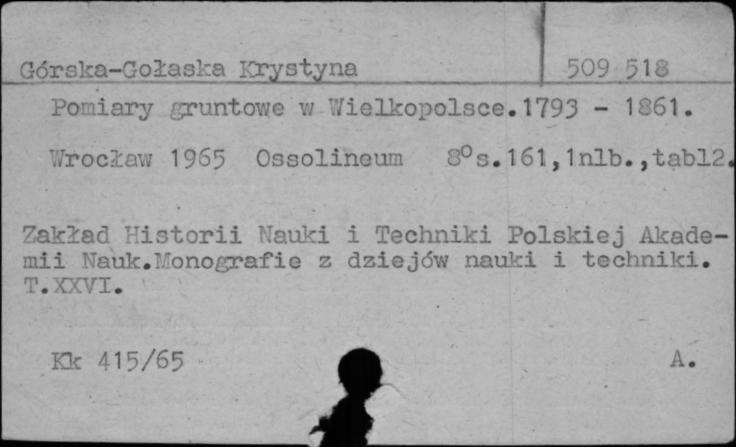 Górska-Gołaska Krystyna 509 518
Pomiary gruntowe w Wielkopolsce.1793 - 1861.
Wrocław 1965 Ossolineum 8°s.161,1nlb.,tabl2.
Zakład Historii Nauki i Techniki Polskiej Akade-
mii Nauk.Monografie z dziejów nauki i techniki.
T.XXVI.
Kk 415/65 A.